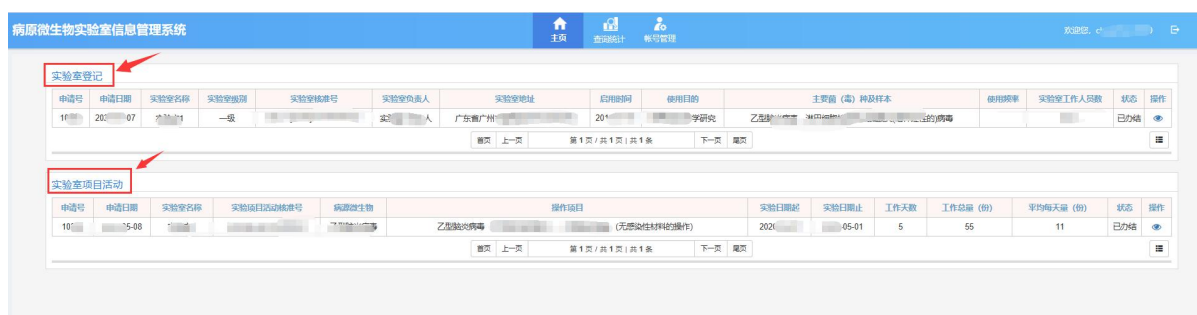 病原微生物实验室信息管理系统
主页 查询统计 帐号管理 欢迎您,
实验室登记
申请号 申请日期 实验室名称 实验室级别 实验室核准号 实验室负责人 实验室地址 启用时间 使用目的 主要菌（毒）种及样本 使用频率 实验室工作人员数 状态 操作
一级 广东省广州 学研究 病毒 已办结
首页 上一页 第1页/共1页|共1条 下一页 尾页
实验室项目活动
申请号 申请日期 实验室名称 实验项目活动核准号 病源微生物 操作项目 实验日期起 实验日期止 工作天数 工作总量（份） 平均每天量（份） 状态 操作
5-08 乙型脑炎病毒 (无感染性材料的操作) 2020 -05-01 5 55 11 已办结
首页 上一页 第1页/共1页|共1条 下一页 尾页